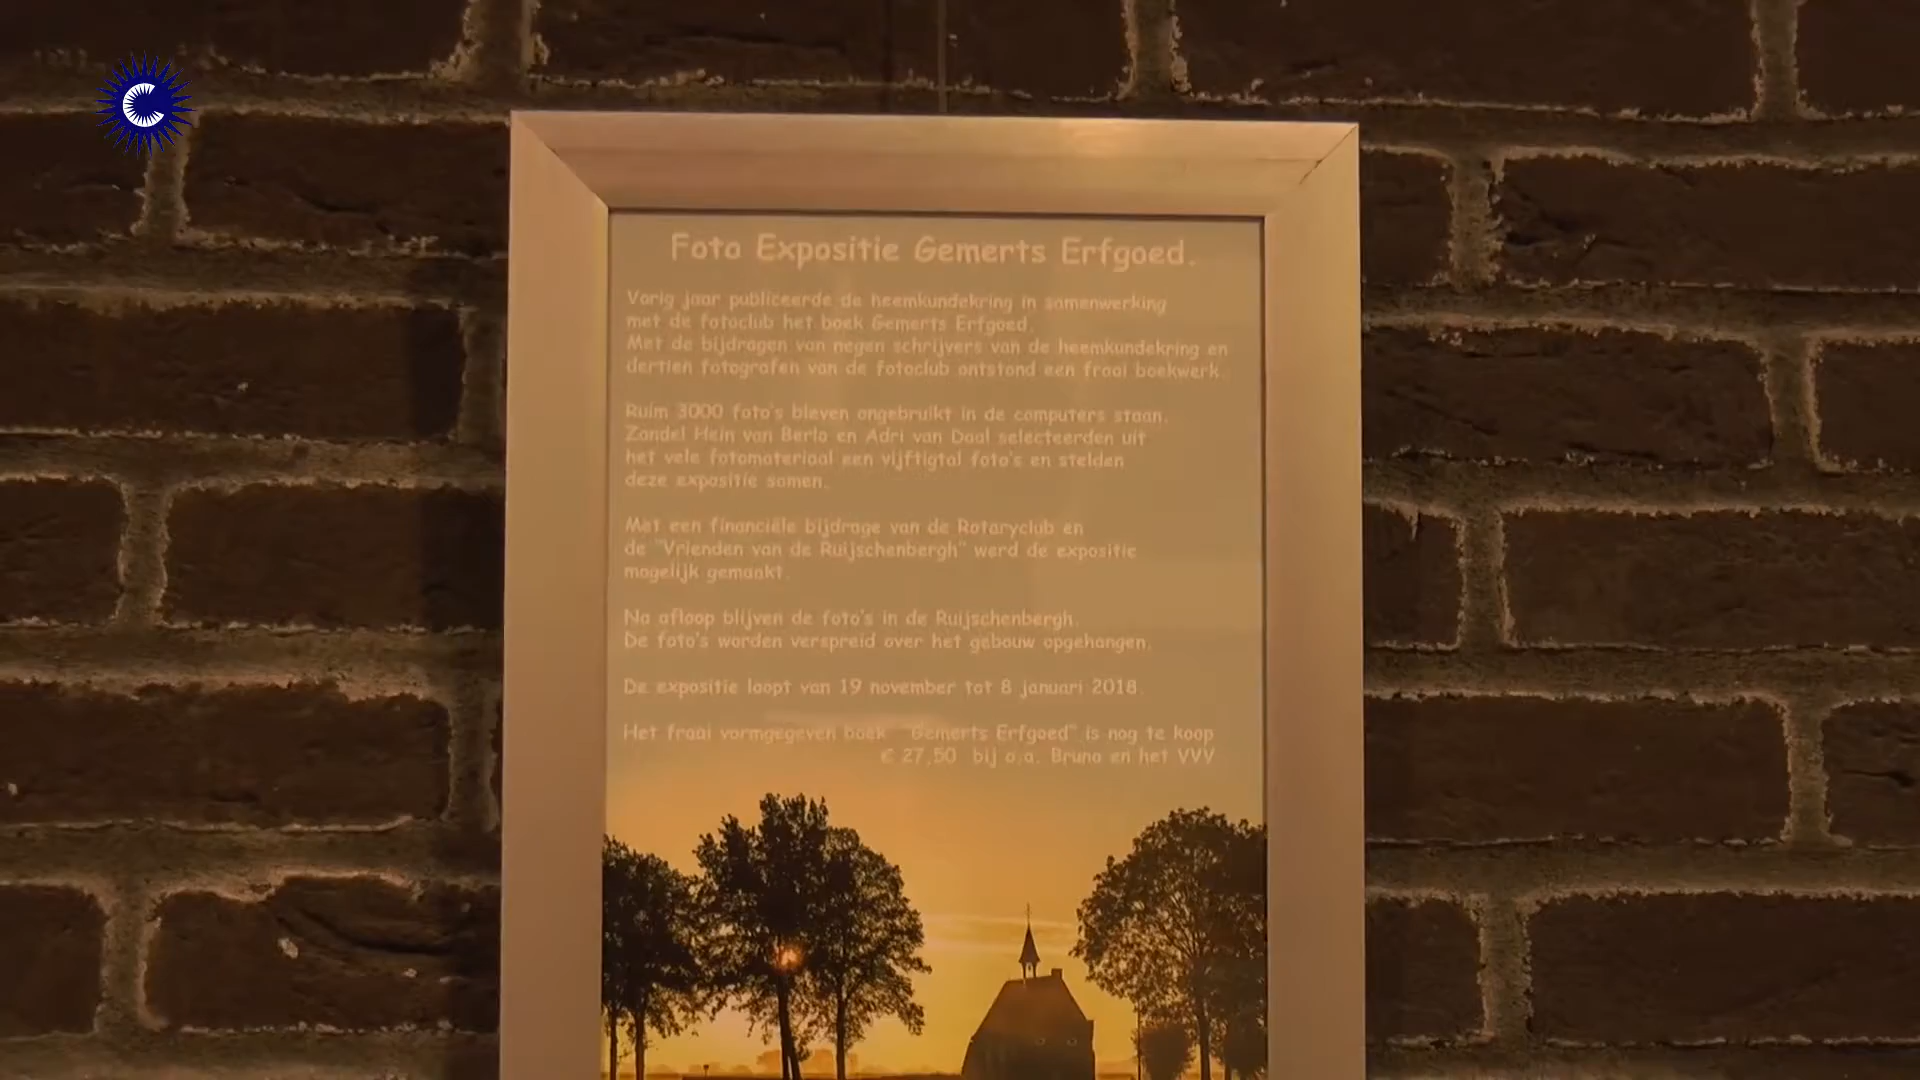 C
Foto Expositie Gemerts Erfgoed.
Vorig jaar publiceerde de heemkundekring in samenwerking
met de fotoclub het boek Gemerts Erfgoed.
Met de bijdragen van negen schrijvers van de heemkundekring en
dertien fotografen van de fotoclub ontstond een fraai boekwerk.
Ruim 3000 foto's bleven ongebruikt in de computers staan.
Zondel Hein van Berlo en Adri van Daal selecteerden uit
het vele fotomateriaal een vijftigtal foto's en stelden
deze expositie samen.
Met een financiële bijdrage van de Rotaryclub en
de "Vrienden van de Ruijschenbergh" werd de expositie
mogelijk gemaakt.
Na afloop blijven de foto's in de Ruijschenbergh.
De foto's worden verspreid over het gebouw opgehangen.
De expositie loopt van 19 november tot 8 januari 2018.
Het fraai vormgegeven boek "Gemerts Erfgoed" is nog te koop
€ 27,50 bij o.a. Bruna en het VVV